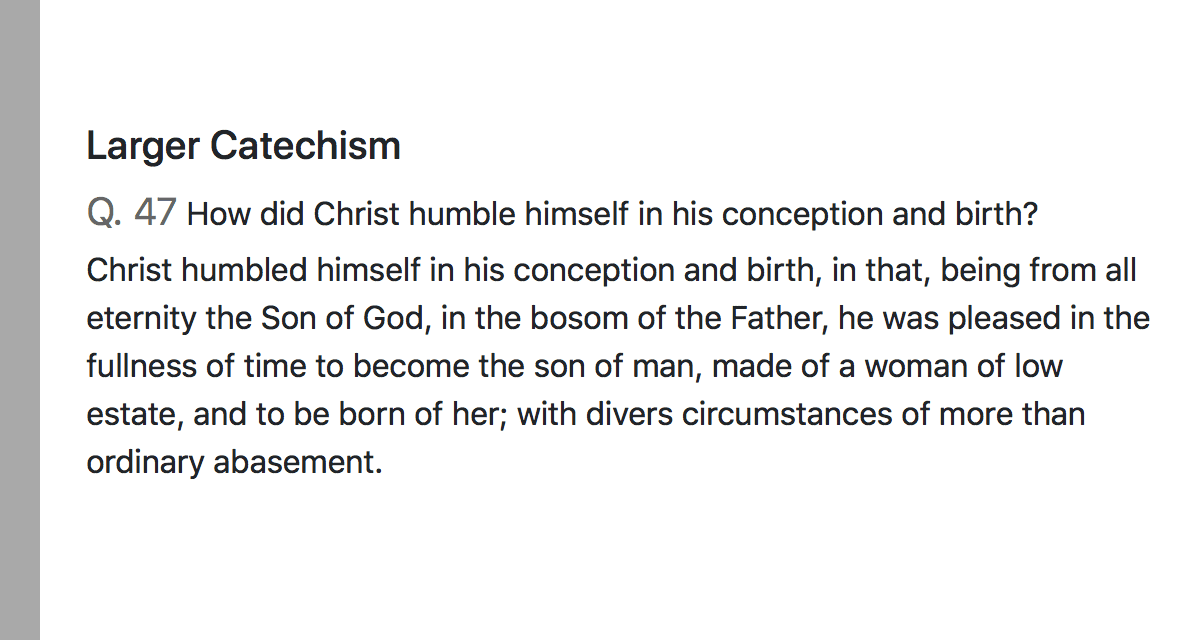 Larger Catechism
Q. 47 How did Christ humble himself in his conception and birth?
Christ humbled himself in his conception and birth, in that, being from all
eternity the Son of God, in the bosom of the Father, he was pleased in the
fullness of time to become the son of man, made of a woman of low
estate, and to be born of her; with divers circumstances of more than
ordinary abasement.